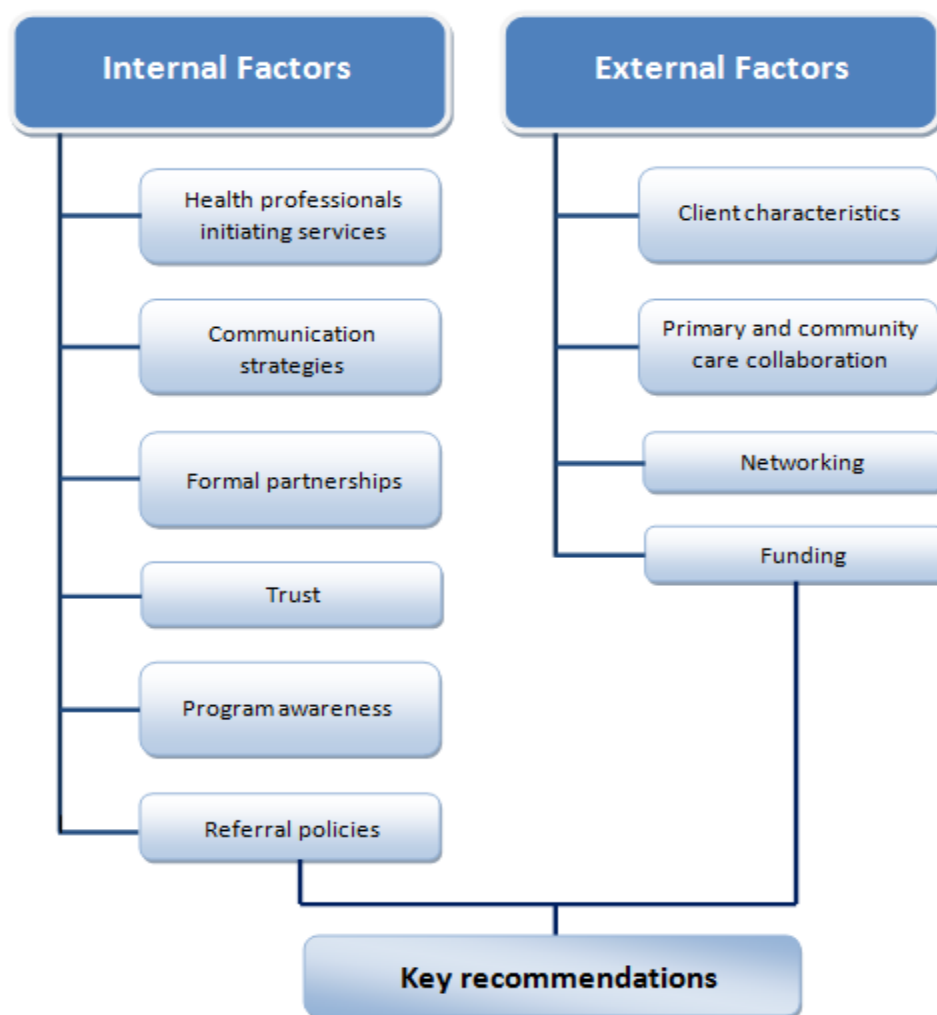 Internal Factors
Health professionals
initiating services
Communication
strategies
Formal partnerships
Trust
Program awareness
Referral policies
External Factors
Client characteristics
Primary and community
care collaboration
Networking
Funding
Key recommendations